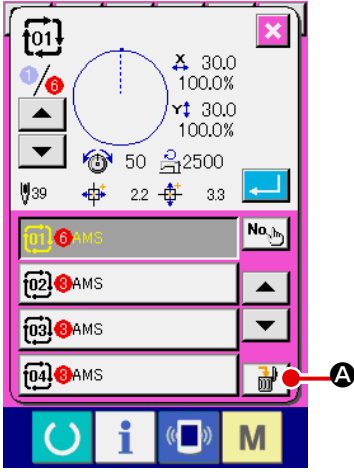 01
X 30.0
100.0%
1/6
Y 30.0
100.0%
50 2500
39 2.2 3.3
01 6 AMS
No.
02 3 AMS
03 3 AMS
04 3 AMS
A
i M